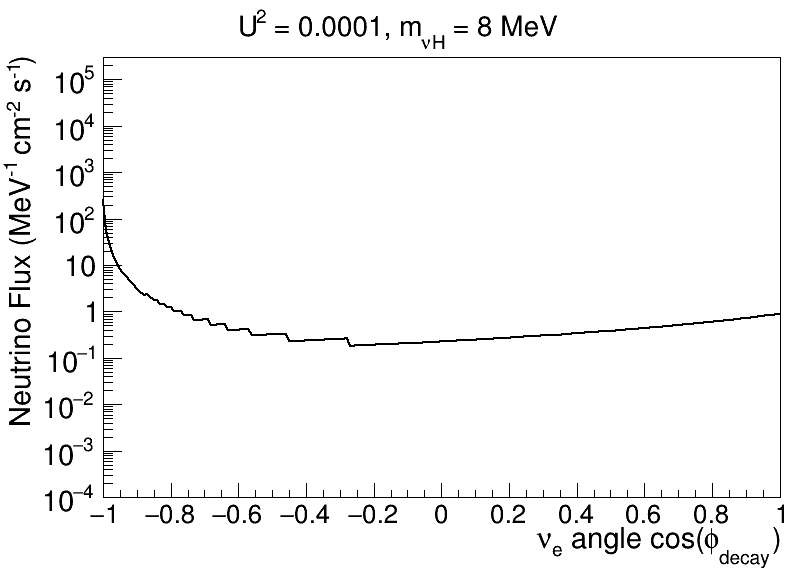 U² = 0.0001, m_νH = 8 MeV
Neutrino Flux (MeV⁻¹ cm⁻² s⁻¹)
10⁵
10⁴
10³
10²
10
1
10⁻¹
10⁻²
10⁻³
10⁻⁴
−1 −0.8 −0.6 −0.4 −0.2 0 0.2 0.4 0.6 0.8 1
ν_e angle cos(ϕ_decay)